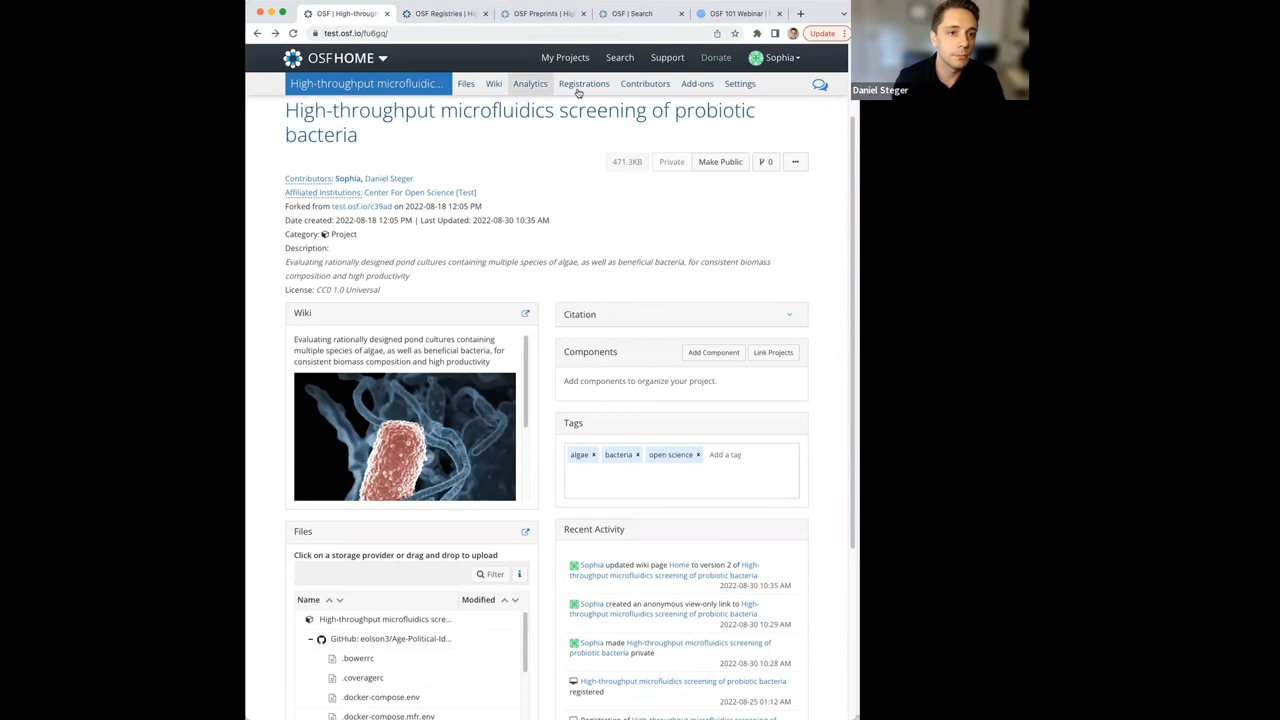 OSF | High-through
OSF Registries | Hi
OSF Preprints | Hig
OSF | Search
OSF 101 Webinar |
test.osf.io/fu6gq/
Update
OSFHOME
My Projects
Search
Support
Donate
Sophia
High-throughput microfluidic...
Files
Wiki
Analytics
Registrations
Contributors
Add-ons
Settings
Daniel Steger
High-throughput microfluidics screening of probiotic
bacteria
471.3KB
Private
Make Public
0
Contributors: Sophia, Daniel Steger
Affiliated Institutions: Center For Open Science [Test]
Forked from test.osf.io/c39ad on 2022-08-18 12:05 PM
Date created: 2022-08-18 12:05 PM | Last Updated: 2022-08-30 10:35 AM
Category: Project
Description:
Evaluating rationally designed pond cultures containing multiple species of algae, as well as beneficial bacteria, for consistent biomass
composition and high productivity
License: CC0 1.0 Universal
Wiki
Evaluating rationally designed pond cultures containing
multiple species of algae, as well as beneficial bacteria, for
consistent biomass composition and high productivity
Files
Click on a storage provider or drag and drop to upload
Filter
Name
Modified
High-throughput microfluidics scre...
GitHub: eolson3/Age-Political-Id...
.bowerrc
.coveragerc
.docker-compose.env
.docker-compose.mfr.env
Citation
Components
Add Component
Link Projects
Add components to organize your project.
Tags
algae x
bacteria x
open science x
Add a tag
Recent Activity
Sophia updated wiki page Home to version 2 of High-
throughput microfluidics screening of probiotic bacteria
2022-08-30 10:35 AM
Sophia created an anonymous view-only link to High-
throughput microfluidics screening of probiotic bacteria
2022-08-30 10:29 AM
Sophia made High-throughput microfluidics screening of
probiotic bacteria private
2022-08-30 10:28 AM
High-throughput microfluidics screening of probiotic bacteria
registered
2022-08-25 01:12 AM